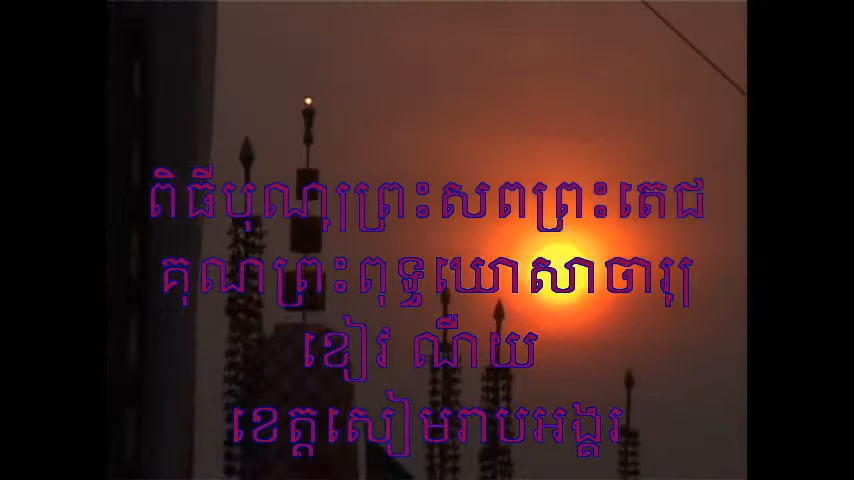 ពិធីបុណ្យព្រះសពព្រះតេជ
គុណព្រះពុទ្ធឃោសាចារ្យ
ខៀវ ណឺយ
ខេត្តសៀមរាបអង្គរ